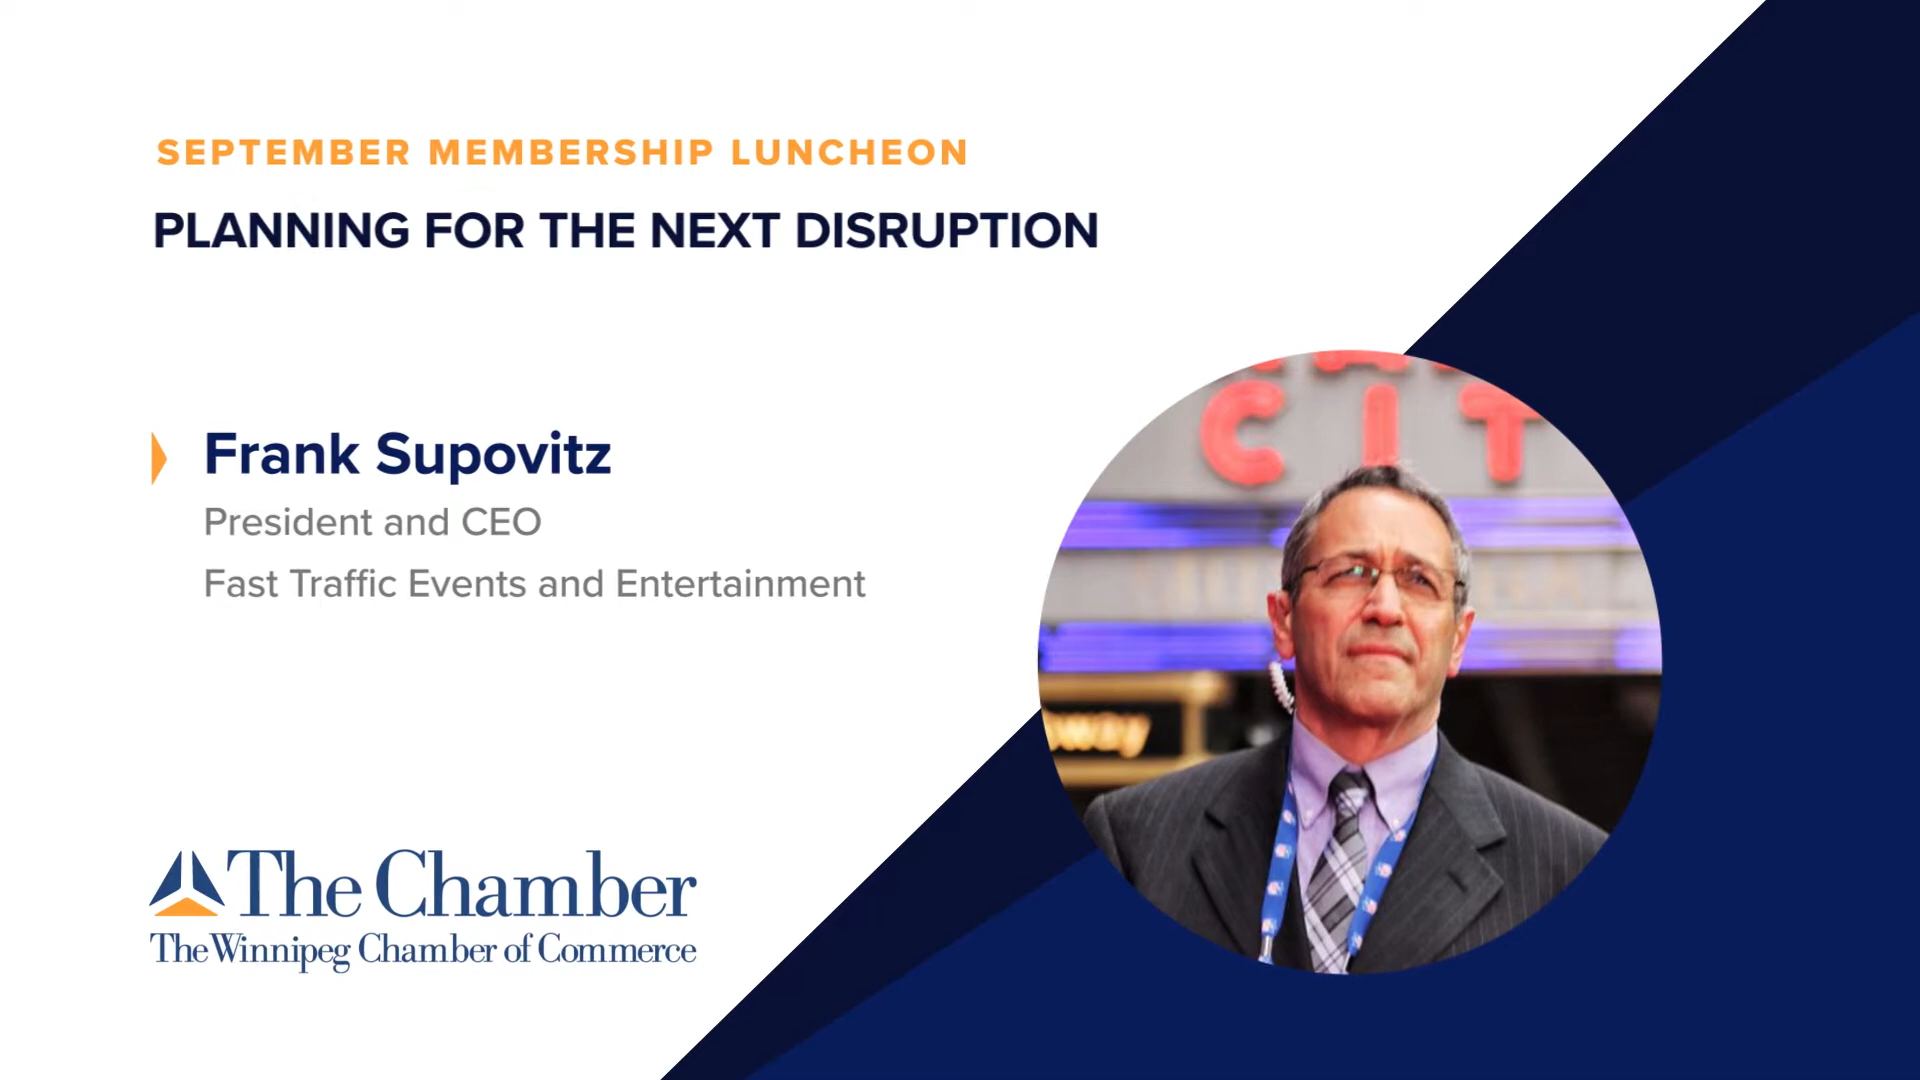 SEPTEMBER MEMBERSHIP LUNCHEON
PLANNING FOR THE NEXT DISRUPTION
Frank Supovitz
President and CEO
Fast Traffic Events and Entertainment
CIT
The Chamber
The Winnipeg Chamber of Commerce